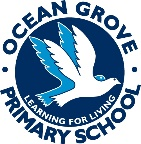 OCEAN GROVE
LEARNING FOR LIVING
PRIMARY SCHOOL